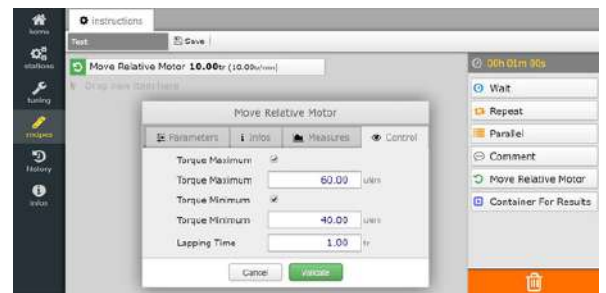 home
stations
tuning
recipes
history
Infos
instructions
Test
Save
Move Relative Motor 10.00tr (10.00tr/min)
Drag new item here
Move Relative Motor
Parameters
Infos
Measures
Control
Torque Maximum
Torque Maximum 60.00
Torque Minimum
Torque Minimum 40.00
Lapping Time 1.00 tr
Cancel
Validate
00h 01m 00s
Wait
Repeat
Parallel
Comment
Move Relative Motor
Container For Results